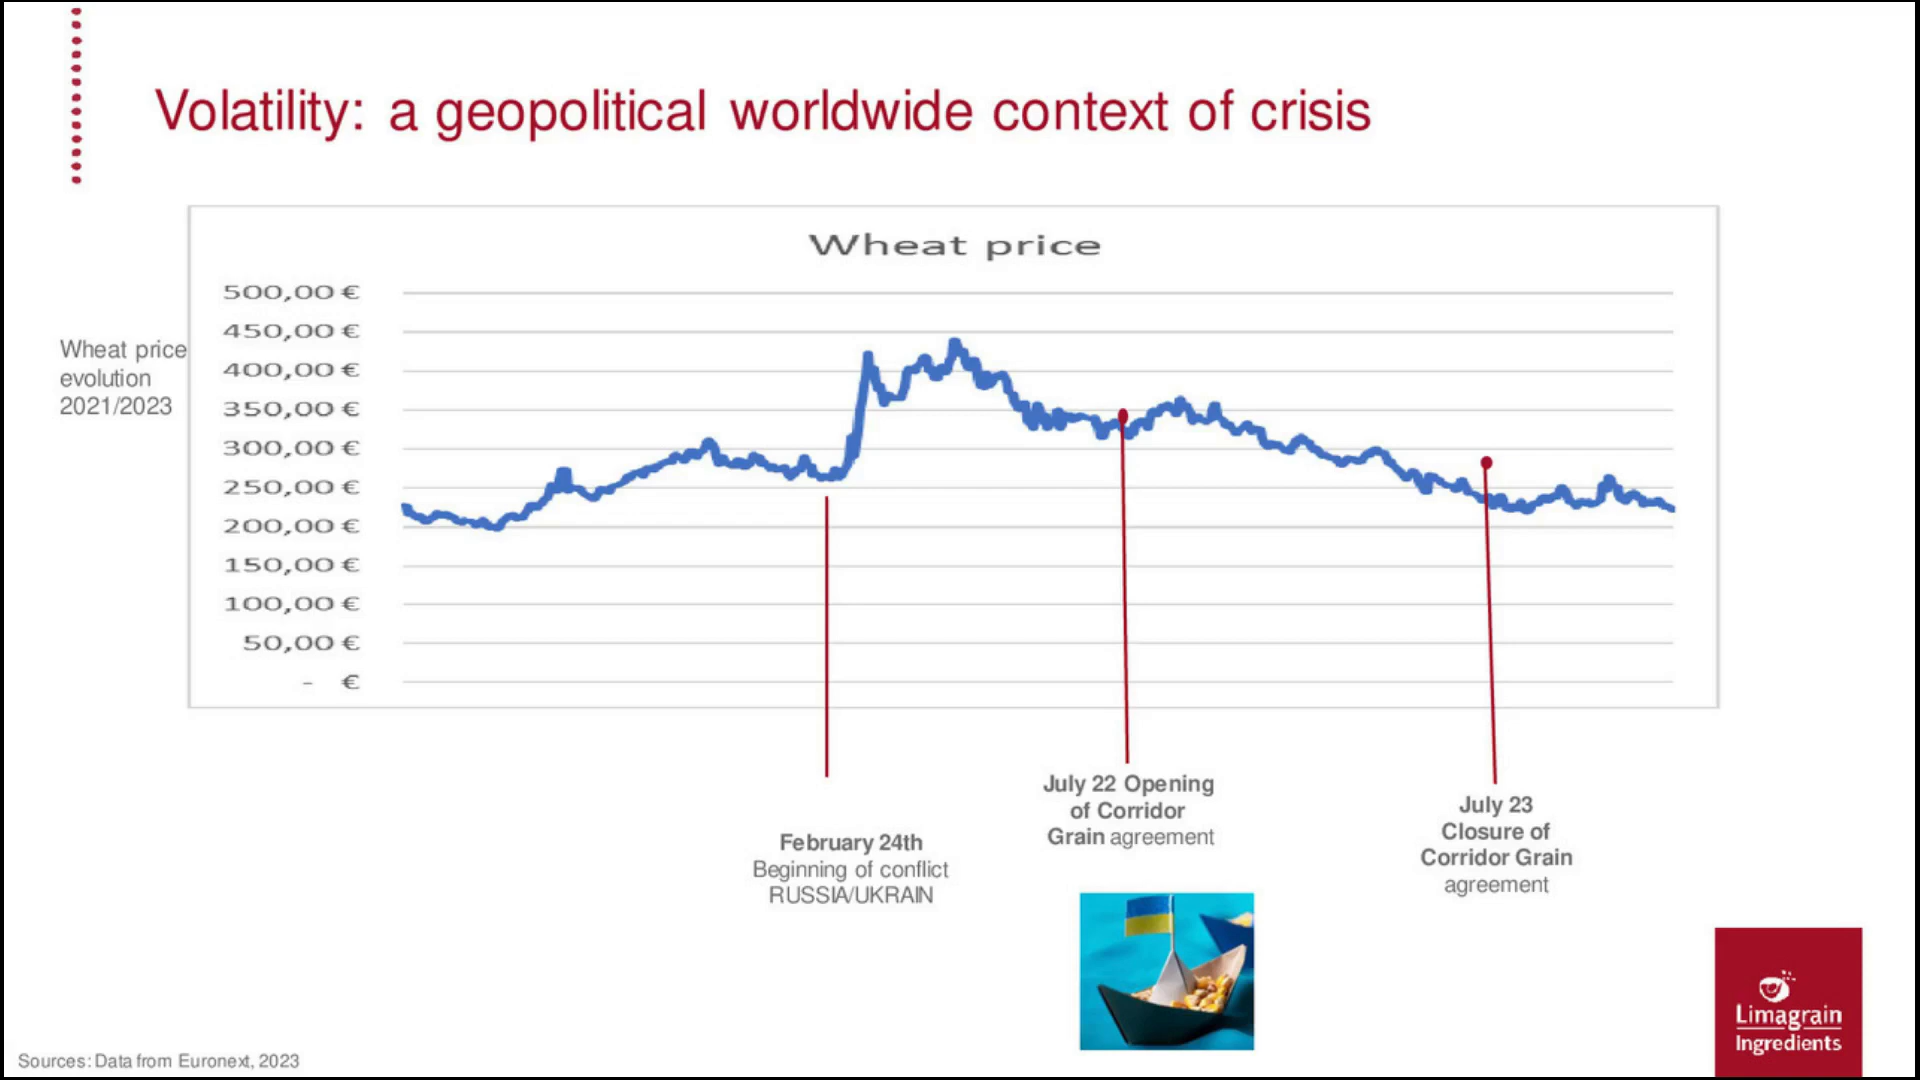 Volatility: a geopolitical worldwide context of crisis
Wheat price
500,00 €
450,00 €
400,00 €
350,00 €
300,00 €
250,00 €
200,00 €
150,00 €
100,00 €
50,00 €
- €
Wheat price
evolution
2021/2023
February 24th
Beginning of conflict
RUSSIA/UKRAIN
July 22 Opening
of Corridor
Grain agreement
July 23
Closure of
Corridor Grain
agreement
Limagrain
Ingredients
Sources: Data from Euronext, 2023